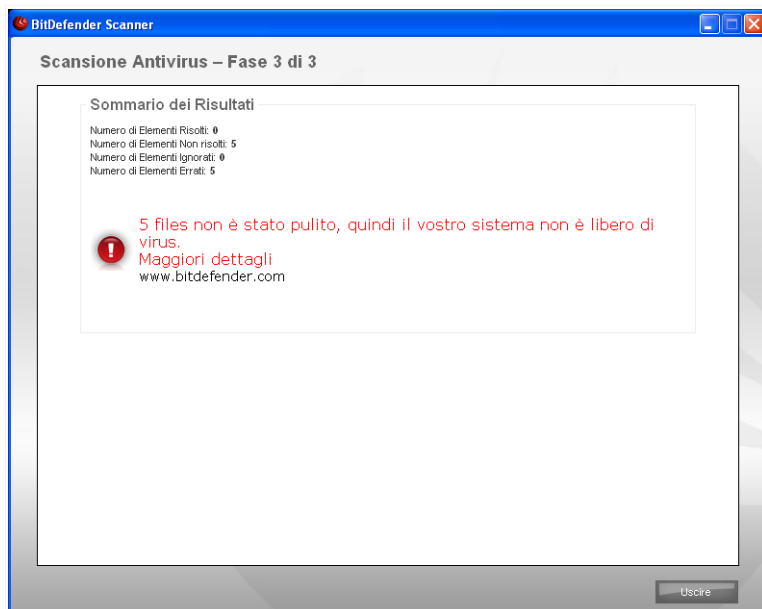 BitDefender Scanner
Scansione Antivirus – Fase 3 di 3
Sommario dei Risultati
Numero di Elementi Risolti: 0
Numero di Elementi Non risolti: 5
Numero di Elementi Ignorati: 0
Numero di Elementi Errati: 5
5 files non è stato pulito, quindi il vostro sistema non è libero di
virus.
Maggiori dettagli
www.bitdefender.com
Uscire